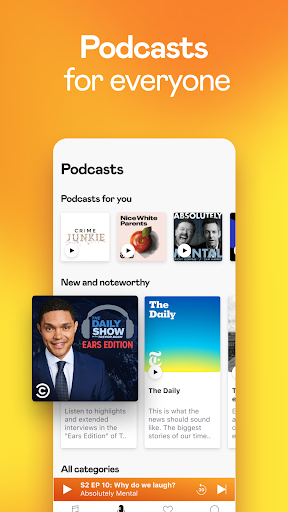 Podcasts
for everyone
Podcasts
Podcasts for you
CRIME
JUNKIE
Nice White
Parents
ABSOLUTELY
MENTAL
New and noteworthy
THE
DAILY
SHOW
EARS EDITION
The
Daily
The Daily
Listen to highlights
and extended
interviews in the
"Ears Edition" of T..
This is what the
news should sound
like. The biggest
stories of our time..
All categories
S2 EP 10: Why do we laugh?
Absolutely Mental
30